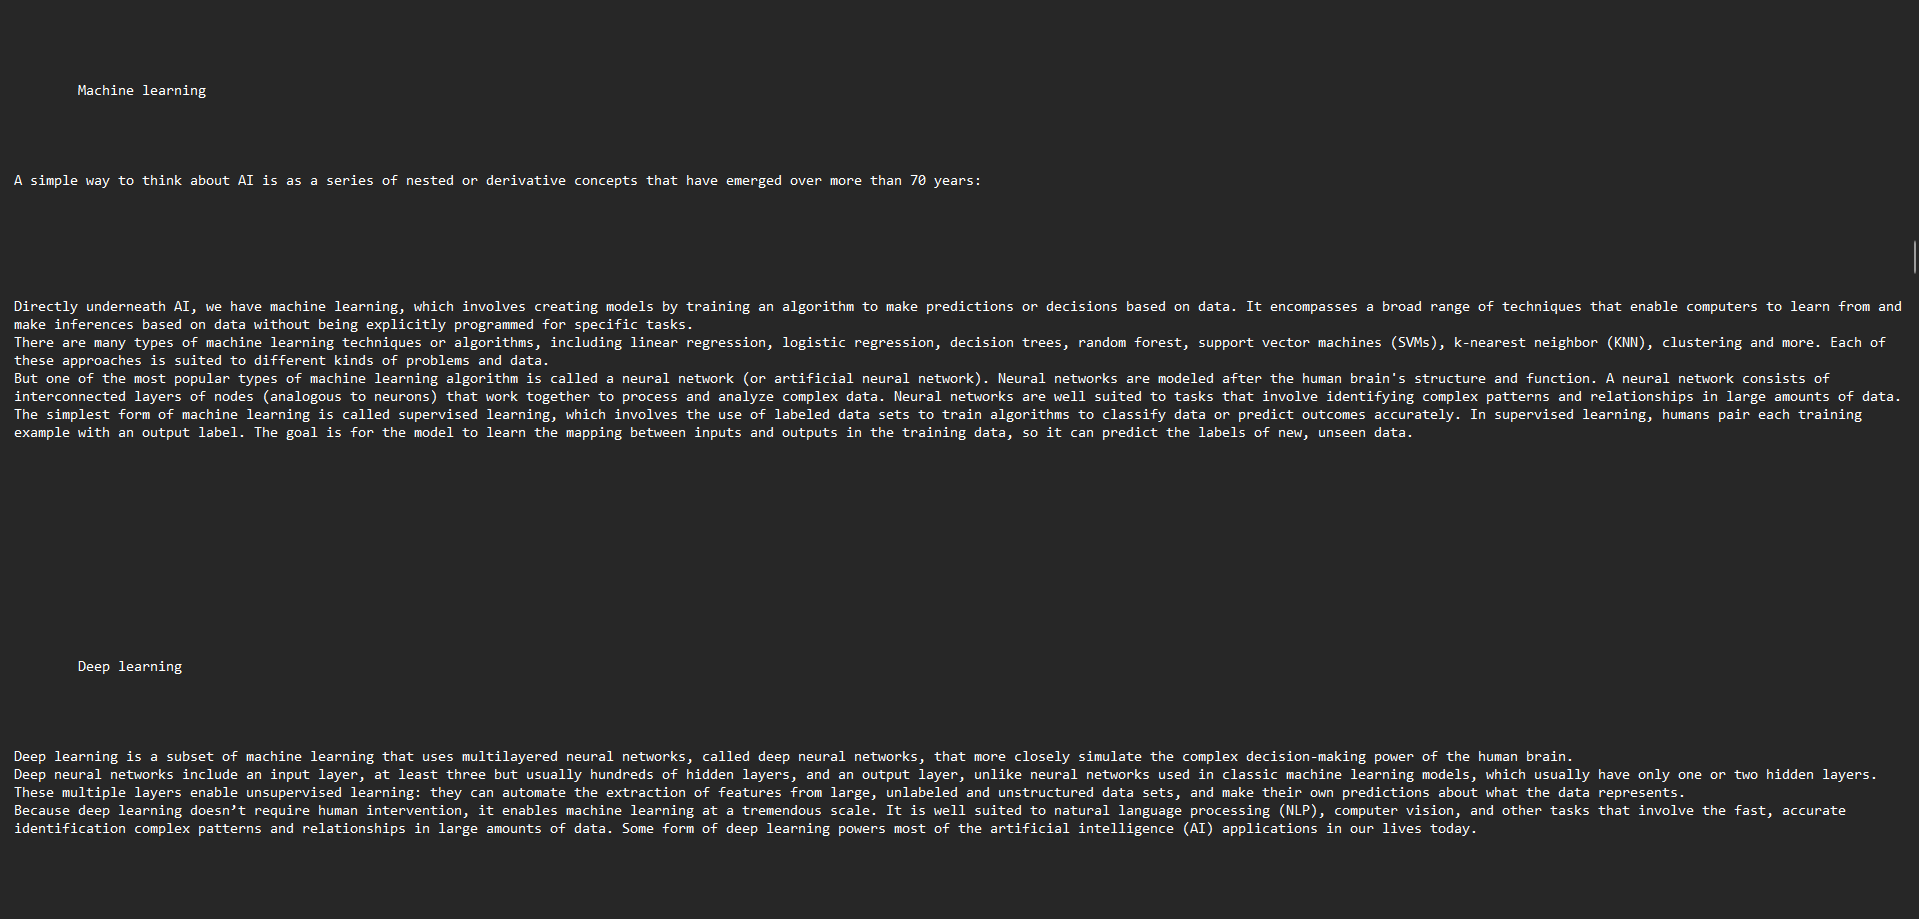 Machine learning
A simple way to think about AI is as a series of nested or derivative concepts that have emerged over more than 70 years:
Directly underneath AI, we have machine learning, which involves creating models by training an algorithm to make predictions or decisions based on data. It encompasses a broad range of techniques that enable computers to learn from and
make inferences based on data without being explicitly programmed for specific tasks.
There are many types of machine learning techniques or algorithms, including linear regression, logistic regression, decision trees, random forest, support vector machines (SVMs), k-nearest neighbor (KNN), clustering and more. Each of
these approaches is suited to different kinds of problems and data.
But one of the most popular types of machine learning algorithm is called a neural network (or artificial neural network). Neural networks are modeled after the human brain's structure and function. A neural network consists of
interconnected layers of nodes (analogous to neurons) that work together to process and analyze complex data. Neural networks are well suited to tasks that involve identifying complex patterns and relationships in large amounts of data.
The simplest form of machine learning is called supervised learning, which involves the use of labeled data sets to train algorithms to classify data or predict outcomes accurately. In supervised learning, humans pair each training
example with an output label. The goal is for the model to learn the mapping between inputs and outputs in the training data, so it can predict the labels of new, unseen data.
Deep learning
Deep learning is a subset of machine learning that uses multilayered neural networks, called deep neural networks, that more closely simulate the complex decision-making power of the human brain.
Deep neural networks include an input layer, at least three but usually hundreds of hidden layers, and an output layer, unlike neural networks used in classic machine learning models, which usually have only one or two hidden layers.
These multiple layers enable unsupervised learning: they can automate the extraction of features from large, unlabeled and unstructured data sets, and make their own predictions about what the data represents.
Because deep learning doesn’t require human intervention, it enables machine learning at a tremendous scale. It is well suited to natural language processing (NLP), computer vision, and other tasks that involve the fast, accurate
identification complex patterns and relationships in large amounts of data. Some form of deep learning powers most of the artificial intelligence (AI) applications in our lives today.